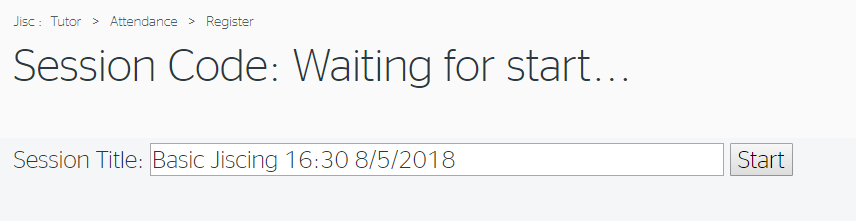 Jisc : Tutor > Attendance > Register
Session Code: Waiting for start...
Session Title: Basic Jiscing 16:30 8/5/2018 Start